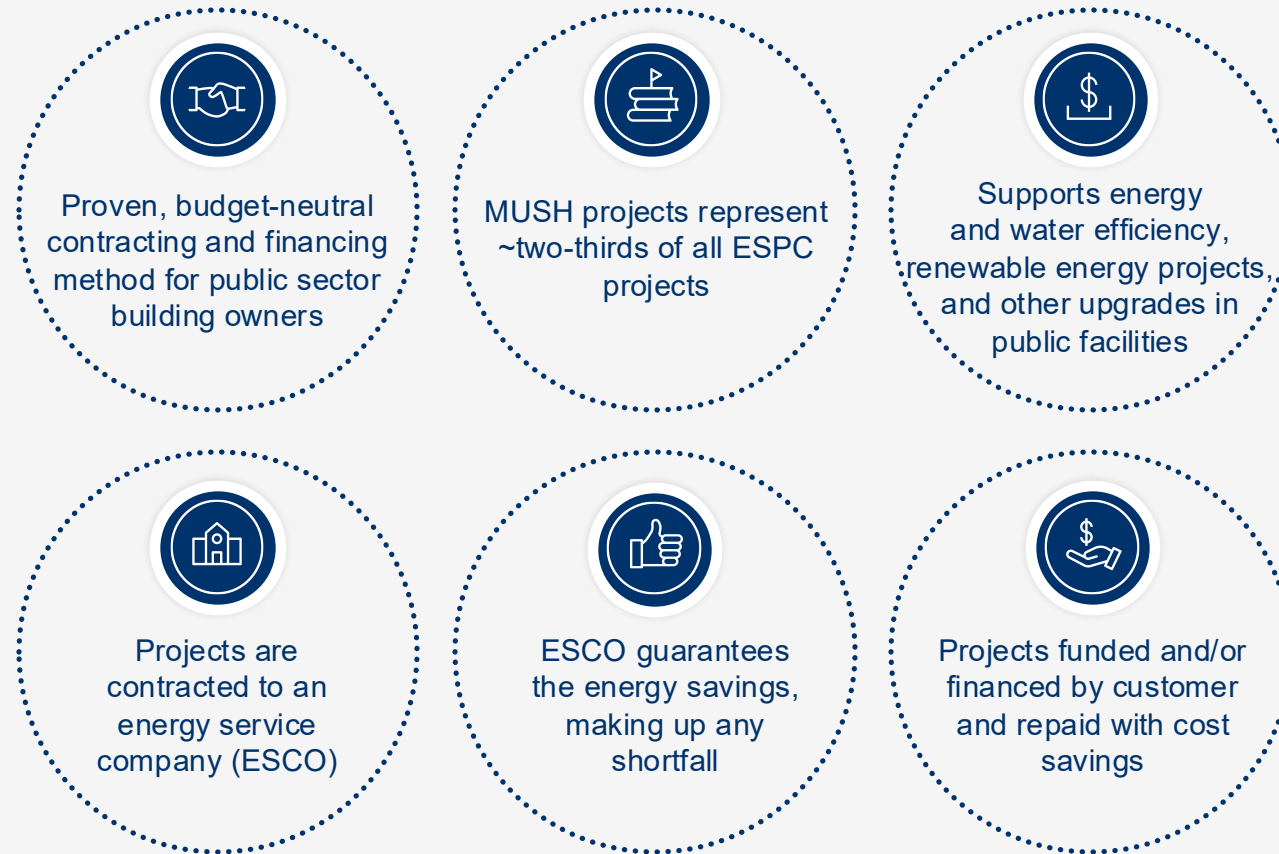 Proven, budget-neutral
contracting and financing
method for public sector
building owners
MUSH projects represent
~two-thirds of all ESPC
projects
Supports energy
and water efficiency,
renewable energy projects,
and other upgrades in
public facilities
Projects are
contracted to an
energy service
company (ESCO)
ESCO guarantees
the energy savings,
making up any
shortfall
Projects funded and/or
financed by customer
and repaid with cost
savings